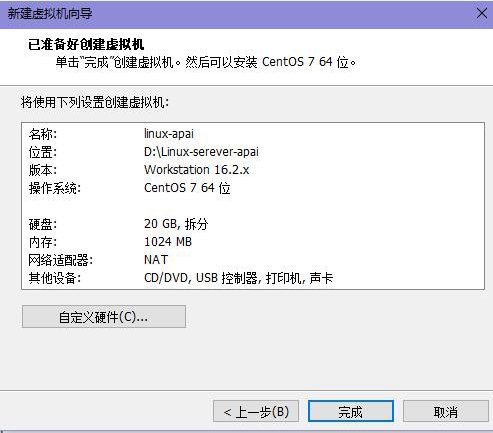 新建虚拟机向导
已准备好创建虚拟机
单击“完成”创建虚拟机。然后可以安装 CentOS 7 64 位。
将使用下列设置创建虚拟机:
名称: linux-apai
位置: D:\Linux-serever-apai
版本: Workstation 16.2.x
操作系统: CentOS 7 64 位
硬盘: 20 GB, 拆分
内存: 1024 MB
网络适配器: NAT
其他设备: CD/DVD, USB 控制器, 打印机, 声卡
自定义硬件(C)...
< 上一步(B) 完成 取消